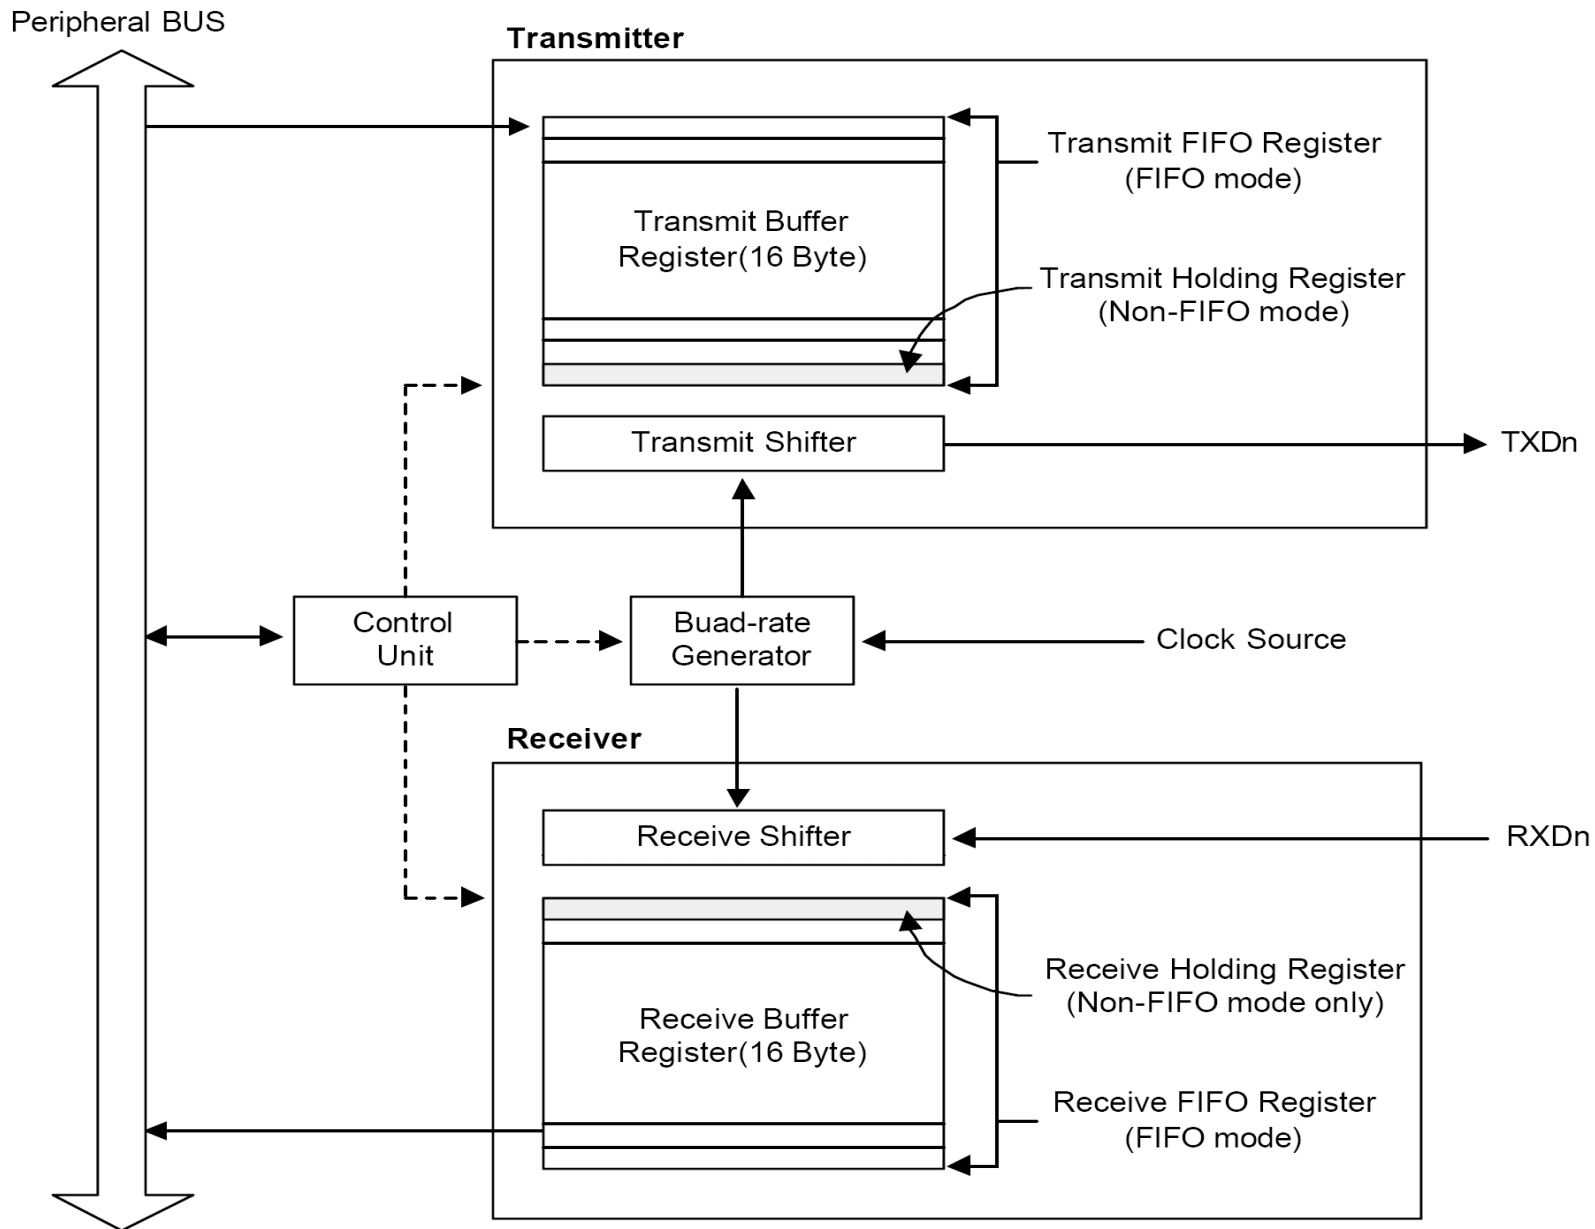 Peripheral BUS
Transmitter
Transmit FIFO Register
(FIFO mode)
Transmit Buffer
Register(16 Byte)
Transmit Holding Register
(Non-FIFO mode)
Transmit Shifter
TXDn
Control
Unit
Buad-rate
Generator
Clock Source
Receiver
Receive Shifter
RXDn
Receive Holding Register
(Non-FIFO mode only)
Receive Buffer
Register(16 Byte)
Receive FIFO Register
(FIFO mode)